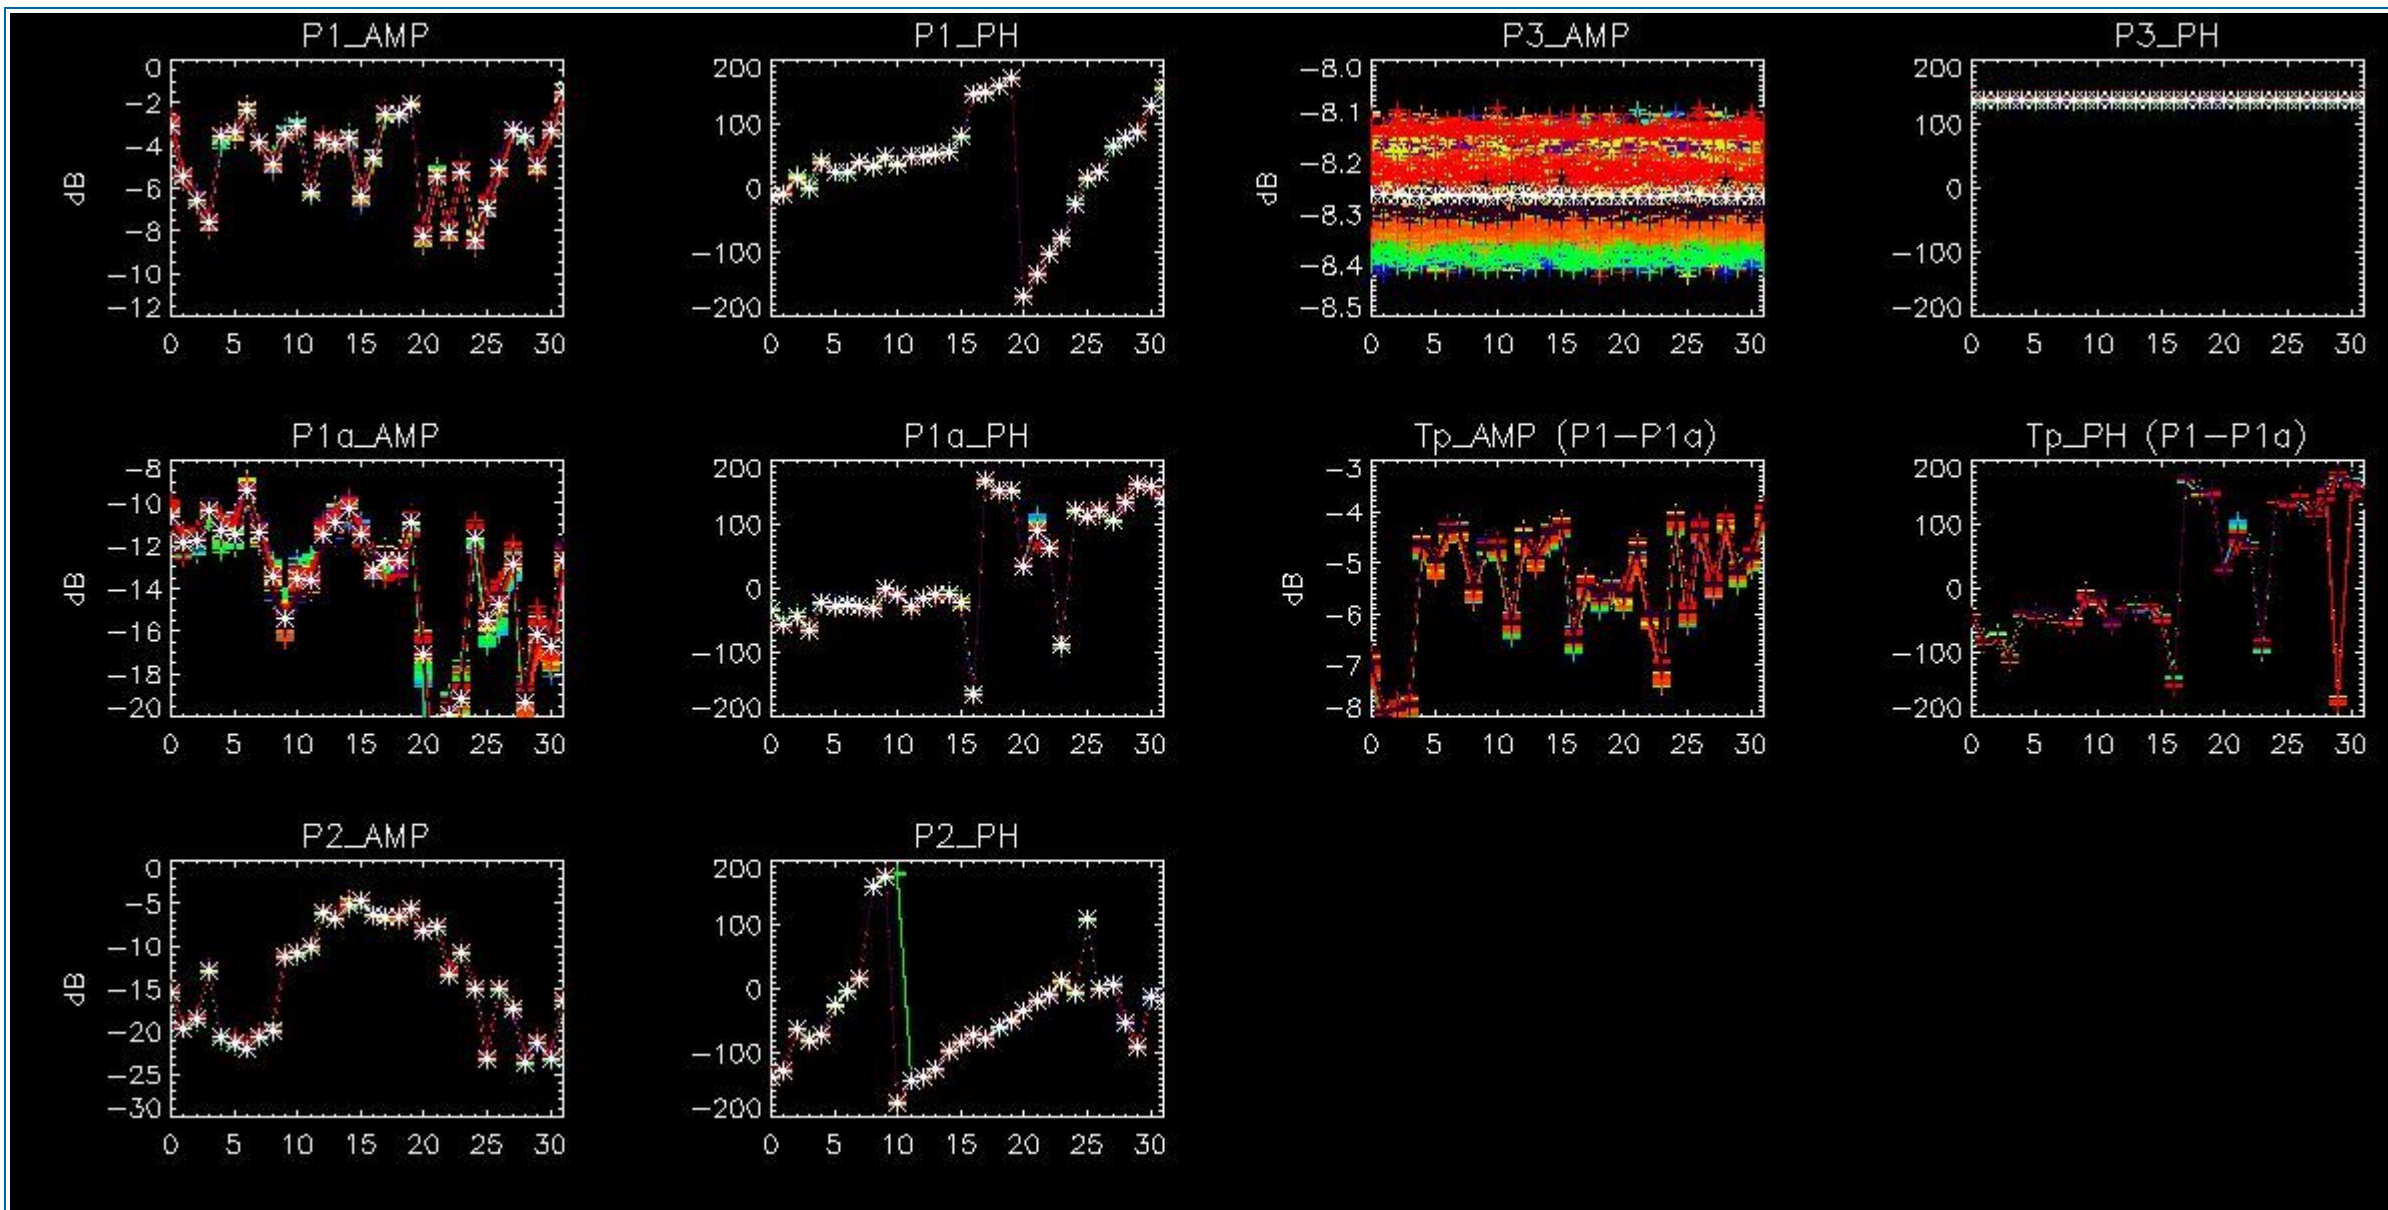 P1_AMP
0
−2
−4
−6
−8
−10
−12
dB
0 5 10 15 20 25 30
P1_PH
200
100
0
−100
−200
0 5 10 15 20 25 30
P3_AMP
−8.0
−8.1
−8.2
−8.3
−8.4
−8.5
dB
0 5 10 15 20 25 30
P3_PH
200
100
0
−100
−200
0 5 10 15 20 25 30
P1a_AMP
−8
−10
−12
−14
−16
−18
−20
dB
0 5 10 15 20 25 30
P1a_PH
200
100
0
−100
−200
0 5 10 15 20 25 30
Tp_AMP (P1−P1a)
−3
−4
−5
−6
−7
−8
dB
0 5 10 15 20 25 30
Tp_PH (P1−P1a)
200
100
0
−100
−200
0 5 10 15 20 25 30
P2_AMP
0
−5
−10
−15
−20
−25
−30
dB
0 5 10 15 20 25 30
P2_PH
200
100
0
−100
−200
0 5 10 15 20 25 30